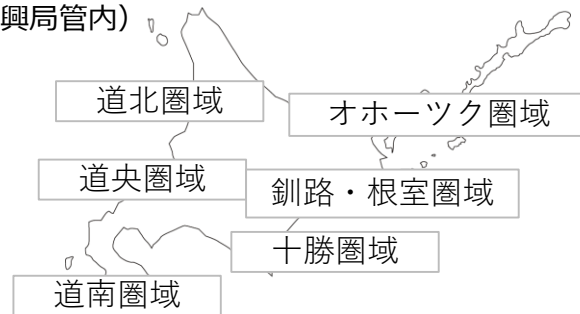 興局管内）
道北圏域
オホーツク圏域
道央圏域
釧路・根室圏域
十勝圏域
道南圏域